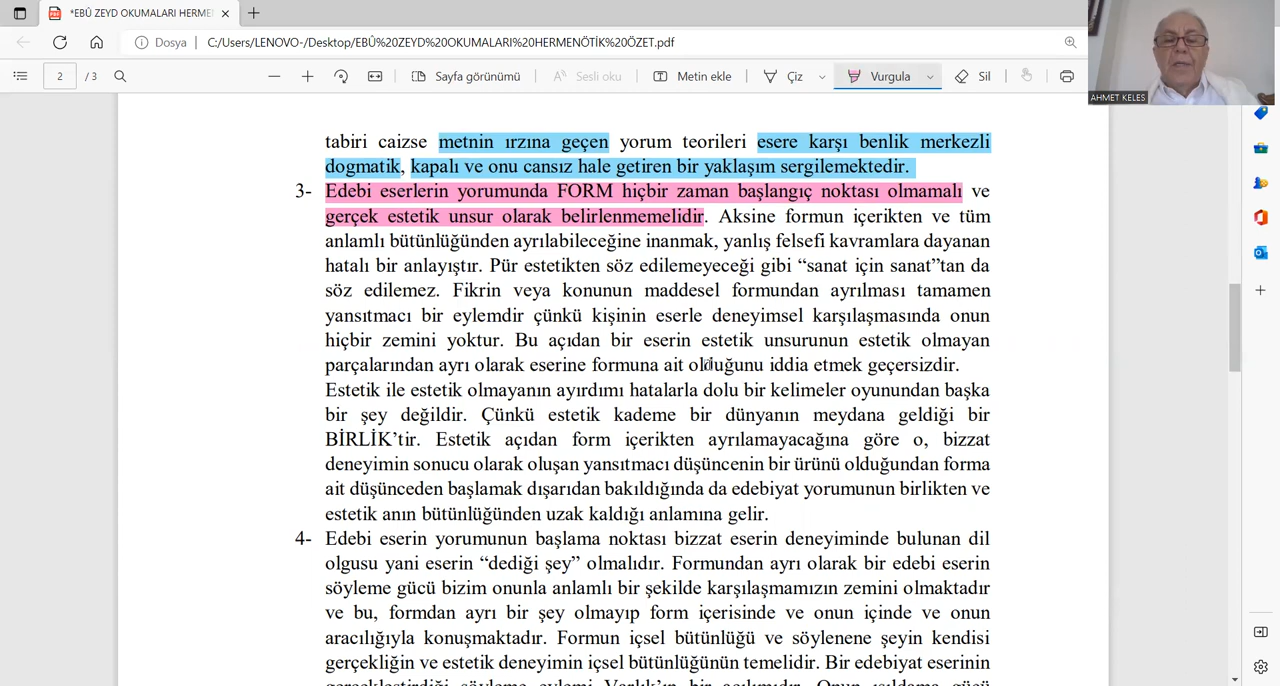 *EBÛ ZEYD OKUMALARI HERMEN
Dosya C:/Users/LENOVO-/Desktop/EBÛ%20ZEYD%20OKUMALARI%20HERMENÖTİK%20ÖZET.pdf
2 / 3 Sayfa görünümü Sesli oku Metin ekle Çiz Vurgula Sil
AHMET KELES
tabiri caizse metnin ırzına geçen yorum teorileri esere karşı benlik merkezli
dogmatik, kapalı ve onu cansız hale getiren bir yaklaşım sergilemektedir.
3- Edebi eserlerin yorumunda FORM hiçbir zaman başlangıç noktası olmamalı ve
gerçek estetik unsur olarak belirlenmemelidir. Aksine formun içerikten ve tüm
anlamlı bütünlüğünden ayrılabileceğine inanmak, yanlış felsefi kavramlara dayanan
hatalı bir anlayıştır. Pür estetikten söz edilemeyeceği gibi “sanat için sanat”tan da
söz edilemez. Fikrin veya konunun maddesel formundan ayrılması tamamen
yansıtmacı bir eylemdir çünkü kişinin eserle deneyimsel karşılaşmasında onun
hiçbir zemini yoktur. Bu açıdan bir eserin estetik unsurunun estetik olmayan
parçalarından ayrı olarak eserine formuna ait olduğunu iddia etmek geçersizdir.
Estetik ile estetik olmayanın ayırdımı hatalarla dolu bir kelimeler oyunundan başka
bir şey değildir. Çünkü estetik kademe bir dünyanın meydana geldiği bir
BİRLİK’tir. Estetik açıdan form içerikten ayrılamayacağına göre o, bizzat
deneyimin sonucu olarak oluşan yansıtmacı düşüncenin bir ürünü olduğundan forma
ait düşünceden başlamak dışarıdan bakıldığında da edebiyat yorumunun birlikten ve
estetik anın bütünlüğünden uzak kaldığı anlamına gelir.
4- Edebi eserin yorumunun başlama noktası bizzat eserin deneyiminde bulunan dil
olgusu yani eserin “dediği şey” olmalıdır. Formundan ayrı olarak bir edebi eserin
söyleme gücü bizim onunla anlamlı bir şekilde karşılaşmamızın zemini olmaktadır
ve bu, formdan ayrı bir şey olmayıp form içerisinde ve onun içinde ve onun
aracılığıyla konuşmaktadır. Formun içsel bütünlüğü ve söylenene şeyin kendisi
gerçekliğin ve estetik deneyimin içsel bütünlüğünün temelidir. Bir edebiyat eserinin
gerçekleştirdiği söyleme eylemi Varlık’ın bir açılımıdır. Onun ışıldama gücü